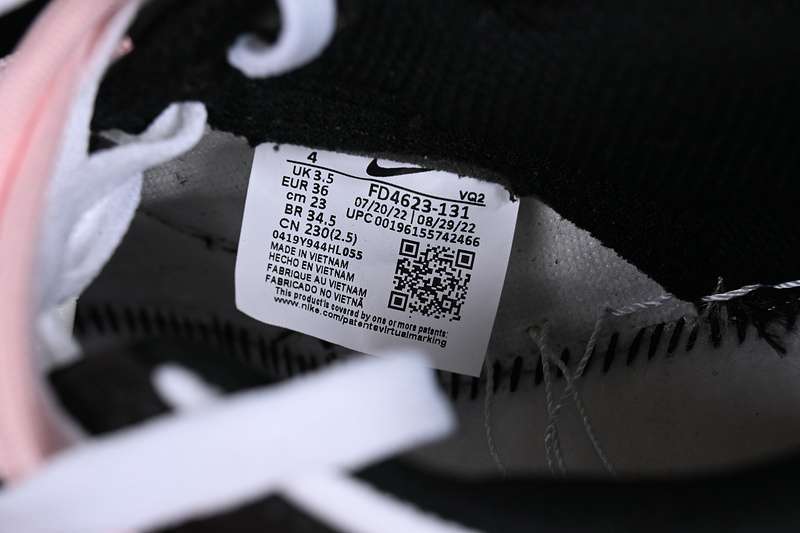 4
UK 3.5
EUR 36
cm 23
BR 34.5
CN 230(2.5)
0419Y944HL055
MADE IN VIETNAM
HECHO EN VIETNAM
FABRIQUE AU VIETNAM
FABRICADO NO VIETNÃ
This product is covered by one or more patents:
www.nike.com/patentsvirtualmarking
VQ2
FD4623-131
07/20/22 | 08/29/22
UPC 00196155742466